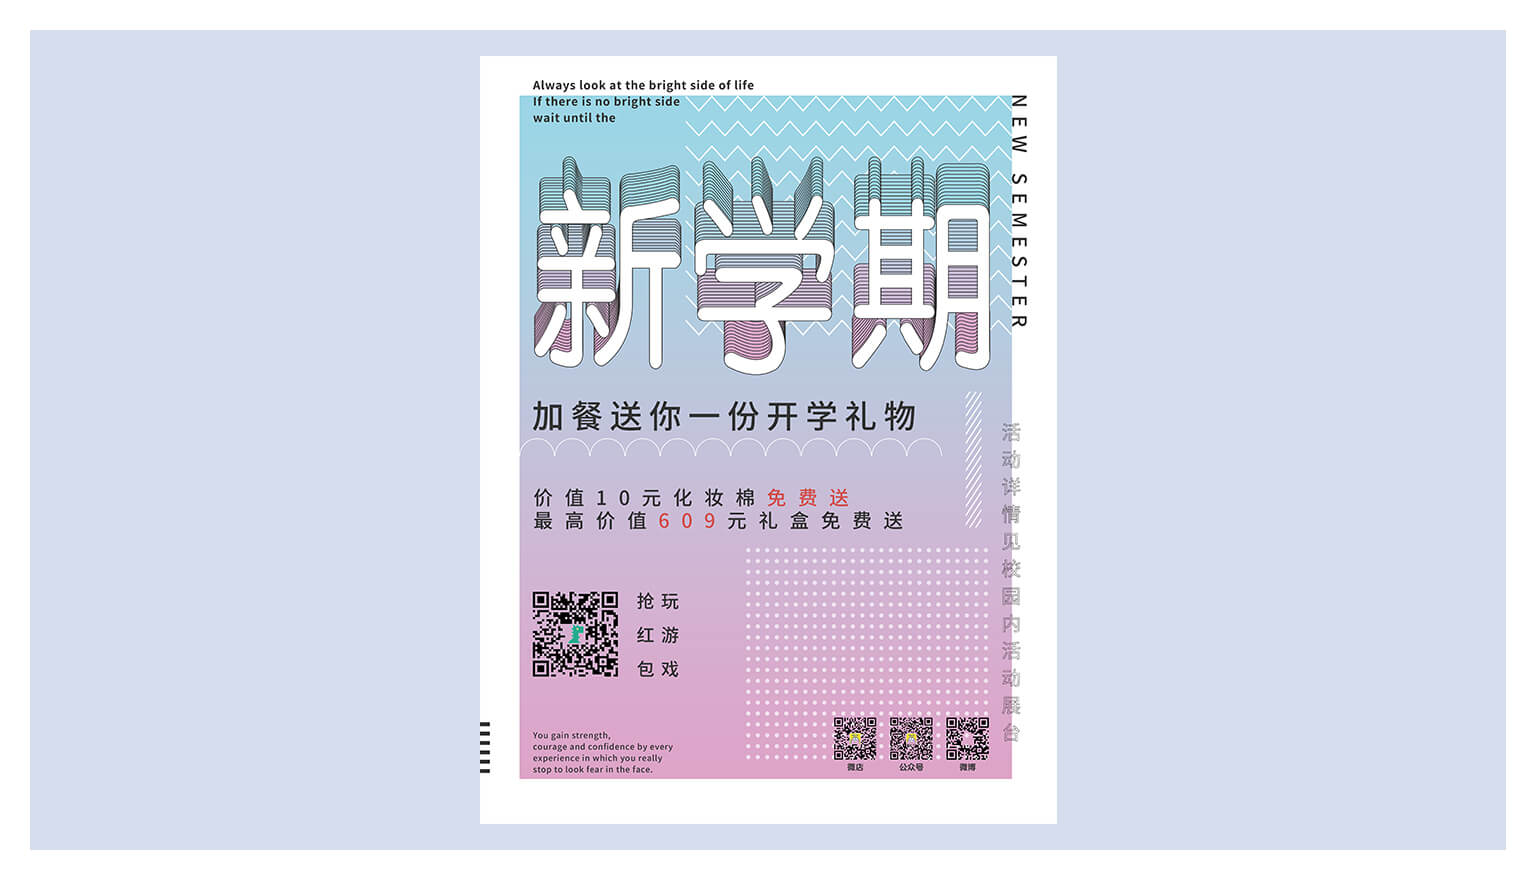 Always look at the bright side of life
If there is no bright side
wait until the
NEW SEMESTER
新学期
加餐送你一份开学礼物
价值10元化妆棉免费送
最高价值609元礼盒免费送
活动详情见校园内活动展台
抢玩
红游
包戏
You gain strength,
courage and confidence by every
experience in which you really
stop to look fear in the face.
微店
公众号
微博